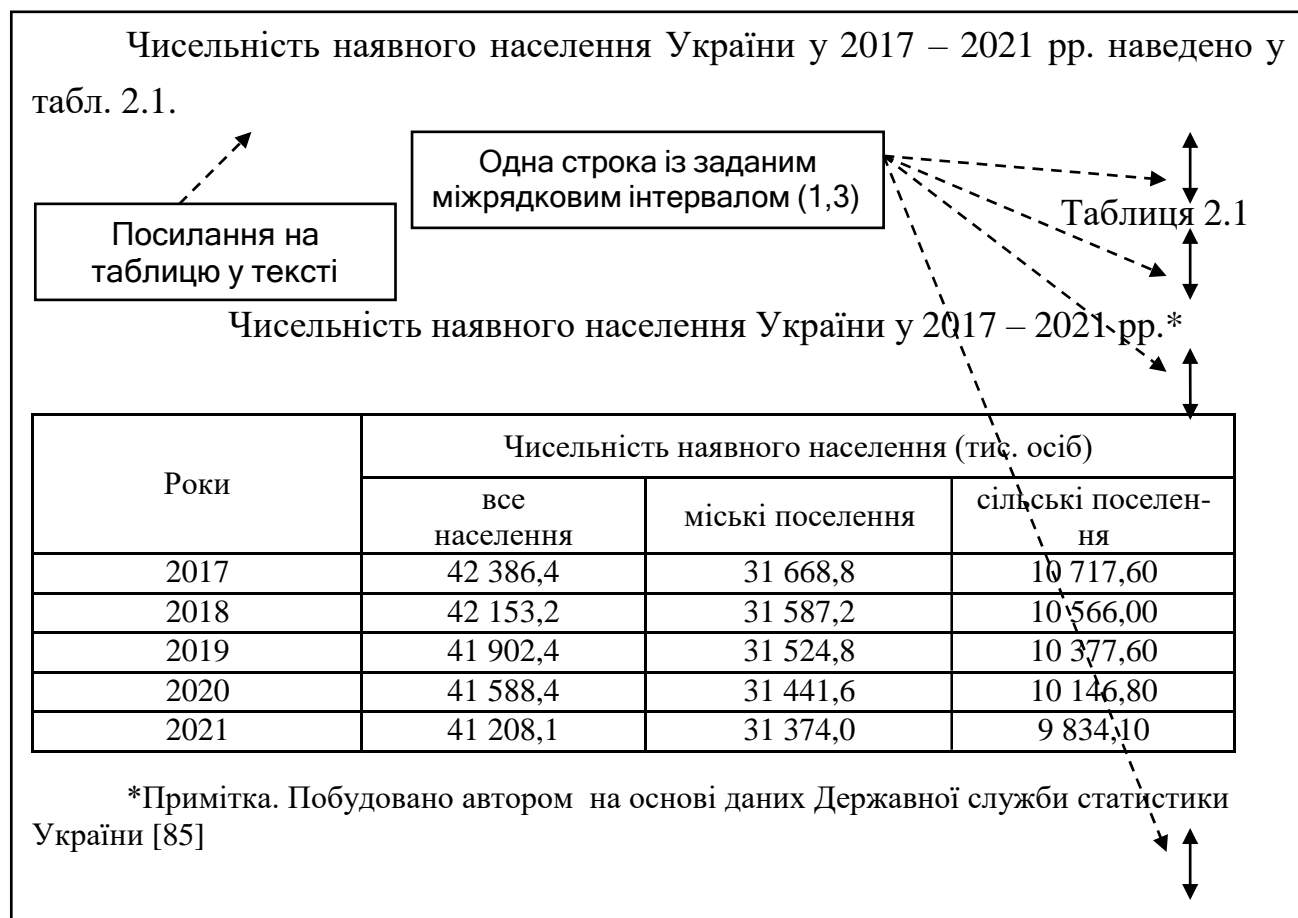 Чисельність наявного населення України у 2017 – 2021 рр. наведено у
табл. 2.1.
Одна строка із заданим
міжрядковим інтервалом (1,3)
Посилання на
таблицю у тексті
Таблиця 2.1
Чисельність наявного населення України у 2017 – 2021 рр.*
Роки
Чисельність наявного населення (тис. осіб)
все
населення
міські поселення
сільські поселен-
ня
2017 42 386,4 31 668,8 10 717,60
2018 42 153,2 31 587,2 10 566,00
2019 41 902,4 31 524,8 10 377,60
2020 41 588,4 31 441,6 10 146,80
2021 41 208,1 31 374,0 9 834,10
*Примітка. Побудовано автором на основі даних Державної служби статистики
України [85]